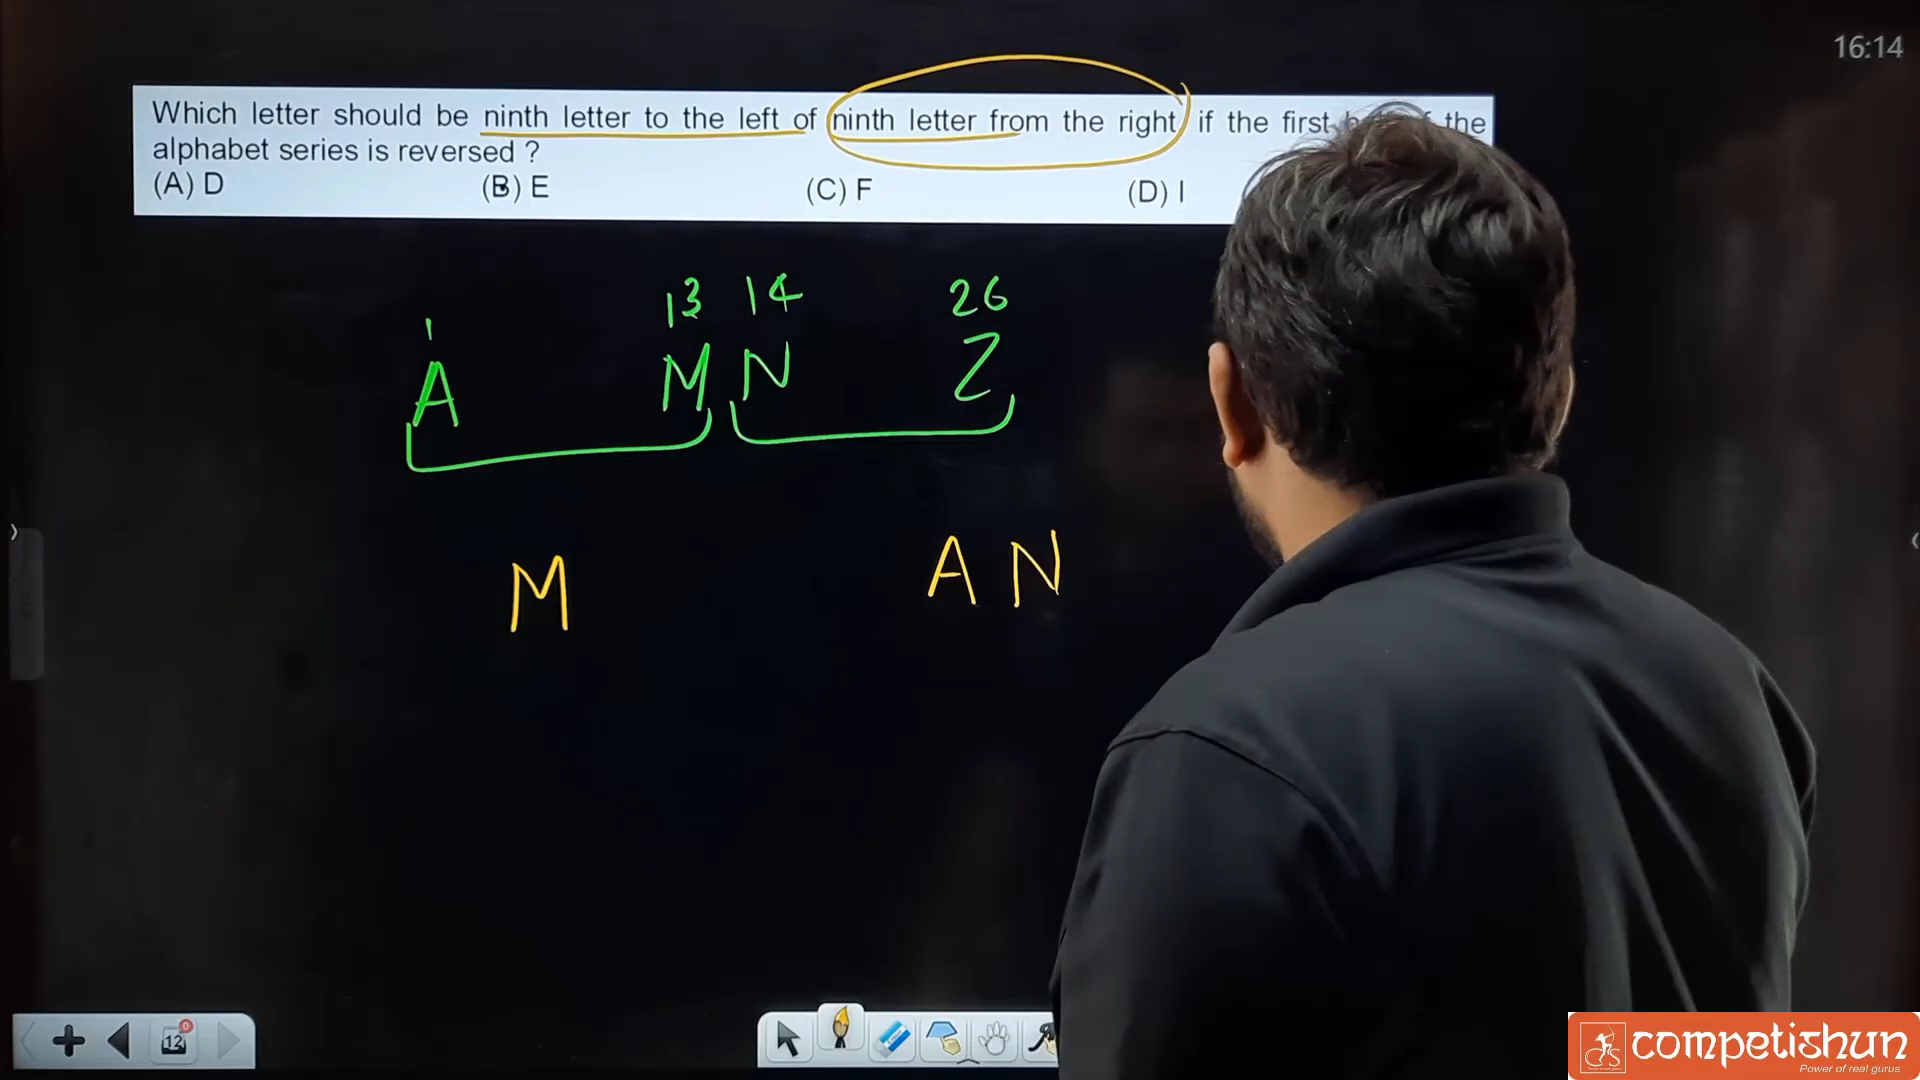 16:14
Which letter should be ninth letter to the left of ninth letter from the right, if the first the
alphabet series is reversed ?
(A) D (B) E (C) F (D) I
1 13 14 26
A M N Z
M A N
12 0
competishun
Power of real gurus